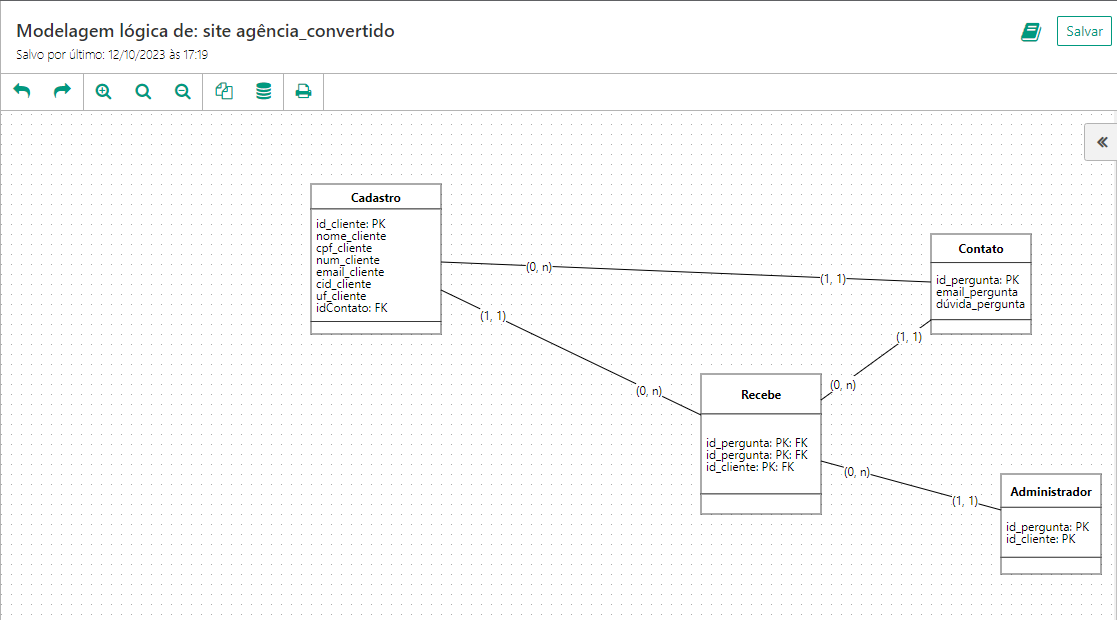 Modelagem lógica de: site agência_convertido
Salvo por último: 12/10/2023 às 17:19
Salvar
Cadastro
id_cliente: PK
nome_cliente
cpf_cliente
num_cliente
email_cliente
cid_cliente
uf_cliente
idContato: FK
(0, n)
(1, 1)
Contato
id_pergunta: PK
email_pergunta
dúvida_pergunta
(1, 1)
(0, n)
(1, 1)
(0, n)
Recebe
id_pergunta: PK: FK
id_pergunta: PK: FK
id_cliente: PK: FK
(0, n)
(1, 1)
Administrador
id_pergunta: PK
id_cliente: PK